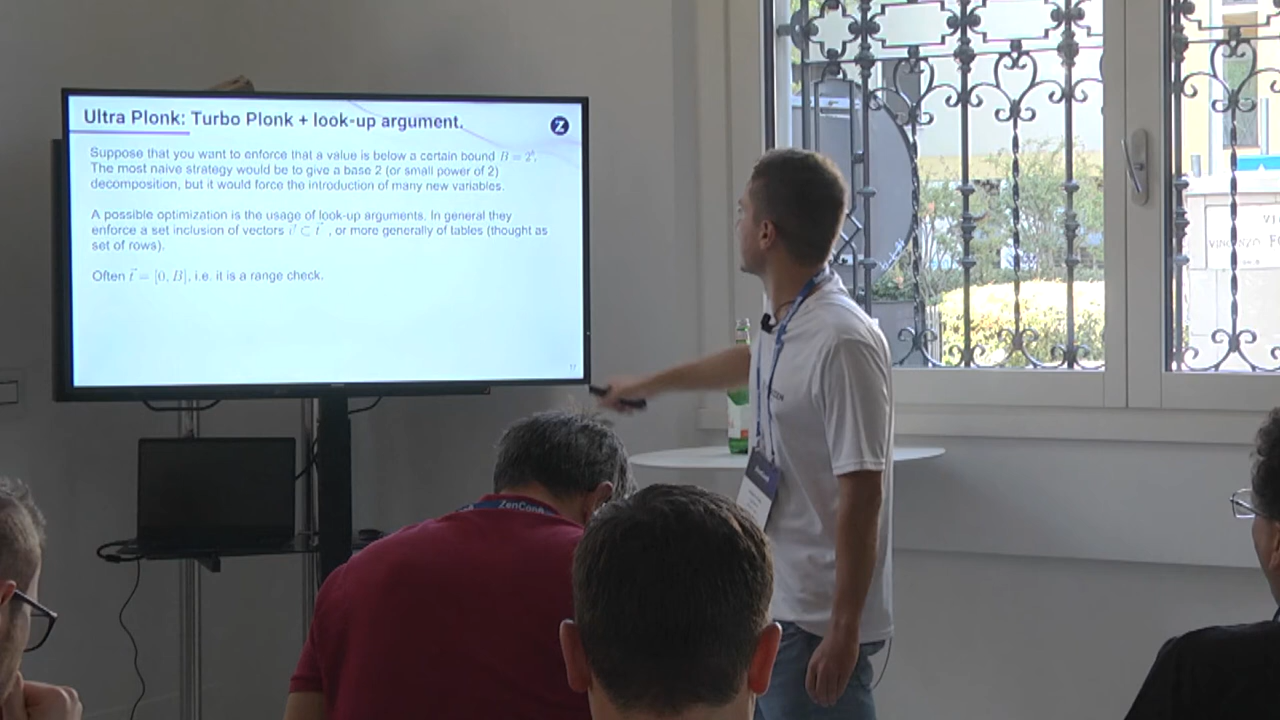 Ultra Plonk: Turbo Plonk + look-up argument.
Z
Suppose that you want to enforce that a value is below a certain bound B = 2ᵏ.
The most naive strategy would be to give a base 2 (or small power of 2)
decomposition, but it would force the introduction of many new variables.
A possible optimization is the usage of look-up arguments. In general they
enforce a set inclusion of vectors ⊂ t⃗ , or more generally of tables (thought as
set of rows).
Often t⃗ = [0, B], i.e. it is a range check.
ZenCon
VINCENZO